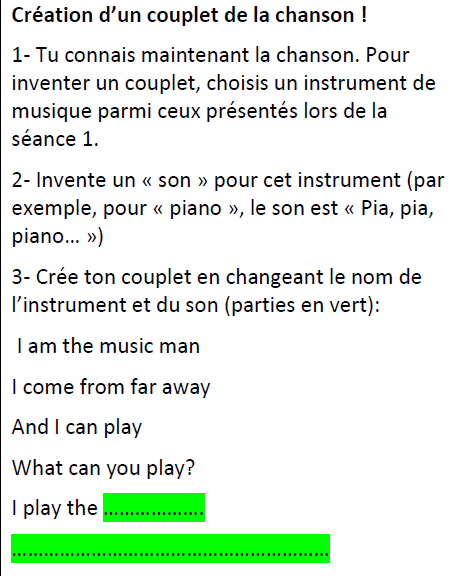 Création d’un couplet de la chanson !
1- Tu connais maintenant la chanson. Pour
inventer un couplet, choisis un instrument de
musique parmi ceux présentés lors de la
séance 1.
2- Invente un « son » pour cet instrument (par
exemple, pour « piano », le son est « Pia, pia,
piano… »)
3- Crée ton couplet en changeant le nom de
l’instrument et du son (parties en vert):
I am the music man
I come from far away
And I can play
What can you play?
I play the ……………….
……………………………………………………